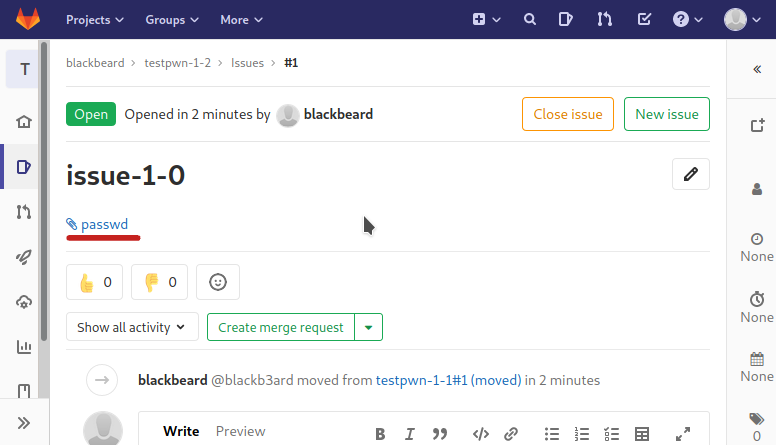 Projects Groups More
blackbeard > testpwn-1-2 > Issues > #1
T
Open Opened in 2 minutes by blackbeard Close issue New issue
issue-1-0
passwd
None
0 0
None
Show all activity Create merge request
None
blackbeard @blackb3ard moved from testpwn-1-1#1 (moved) in 2 minutes
Write Preview B I
0